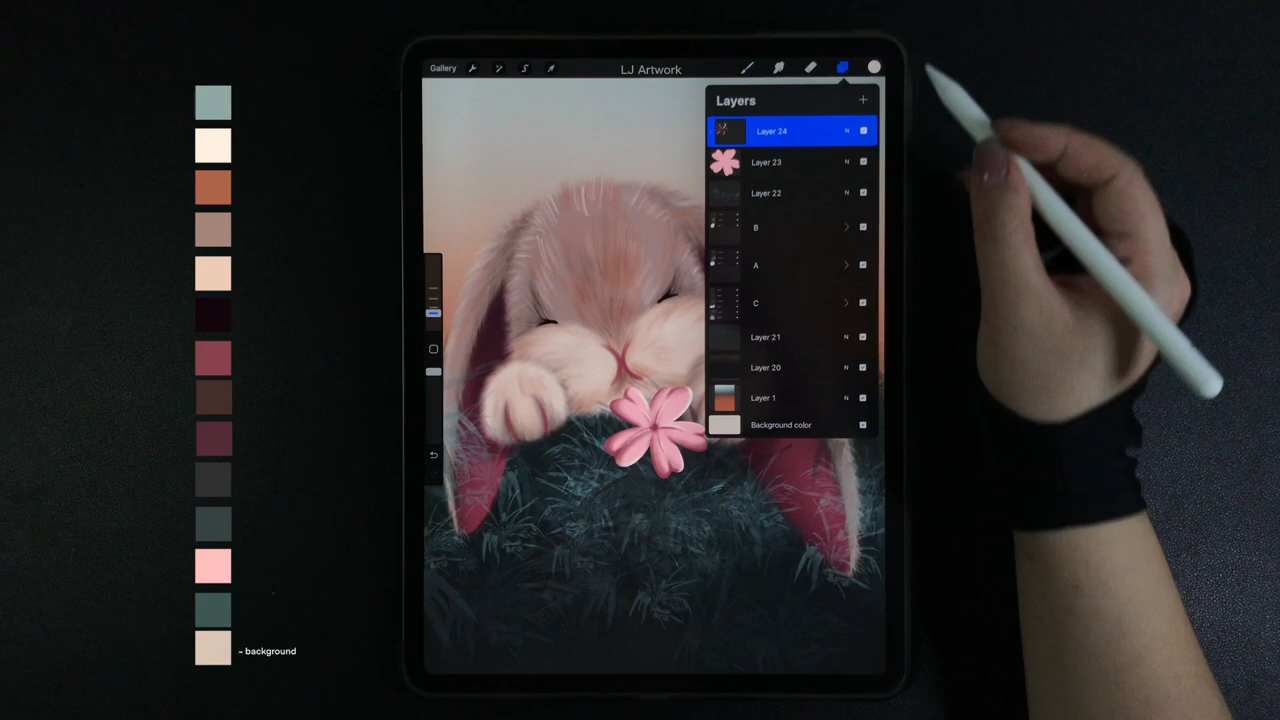 Gallery
LJ Artwork
Layers
Layer 24 N
Layer 23 N
Layer 22 N
B
A
C
Layer 21 N
Layer 20 N
Layer 1 N
Background color
~ background